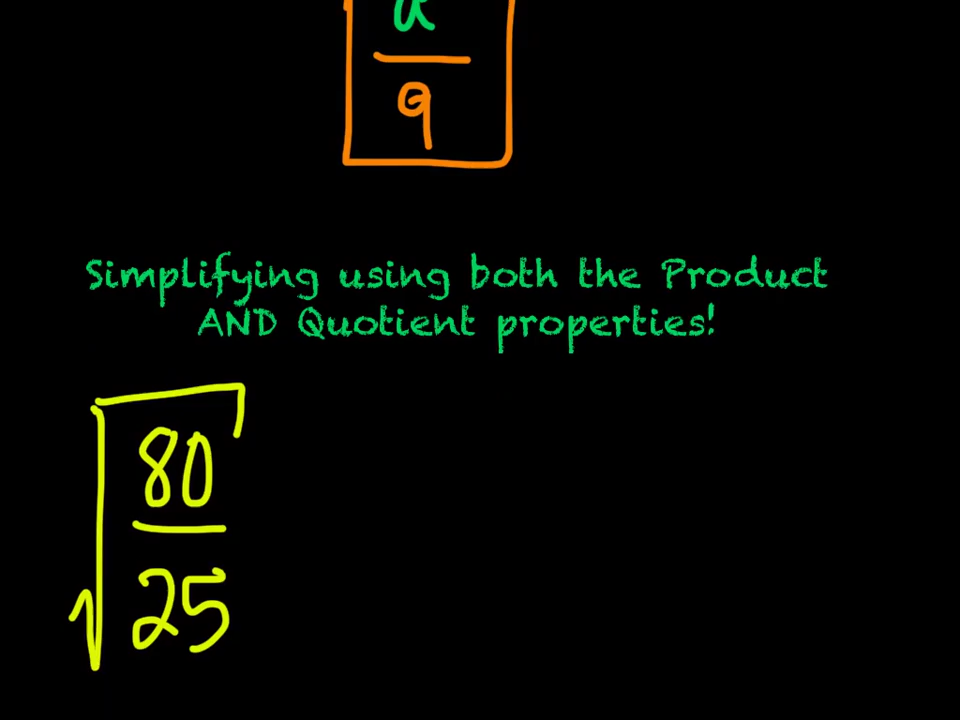 9
Simplifying using both the Product
AND Quotient properties!
√
80
25